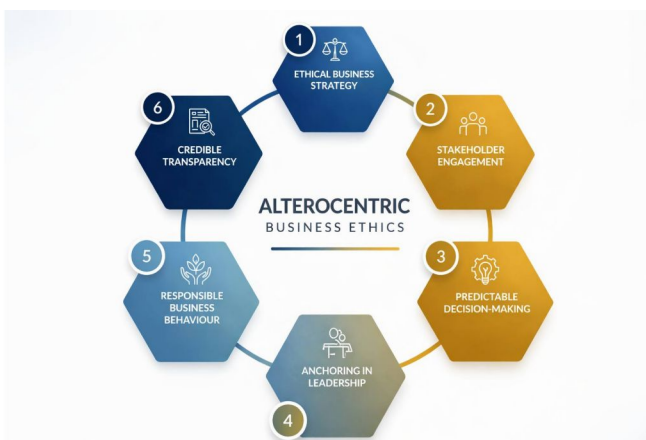 1
ETHICAL BUSINESS
STRATEGY
2
STAKEHOLDER
ENGAGEMENT
3
PREDICTABLE
DECISION-MAKING
4
ANCHORING IN
LEADERSHIP
5
RESPONSIBLE
BUSINESS
BEHAVIOUR
6
CREDIBLE
TRANSPARENCY
ALTEROCENTRIC
BUSINESS ETHICS